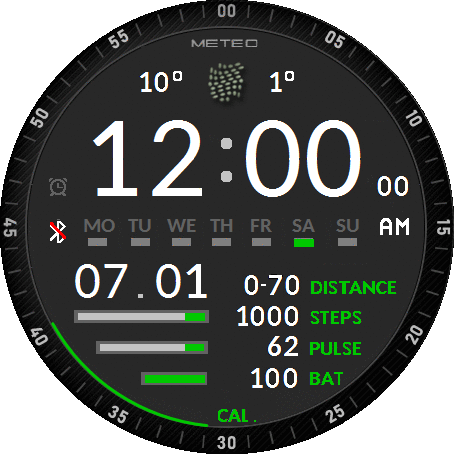 00
55
05
METEO
10° 1°
50
10
12:00 00
AM
MO TU WE TH FR SA SU
45
15
07.01
0-70 DISTANCE
1000 STEPS
62 PULSE
100 BAT
40
20
CAL.
35
25
30